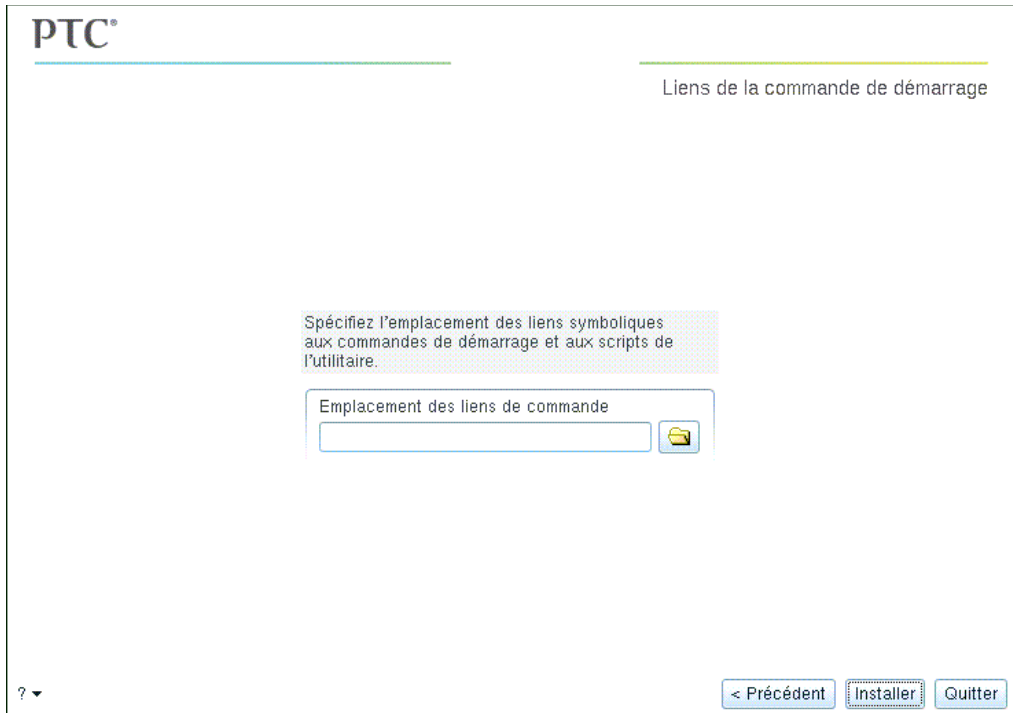 PTC®
Liens de la commande de démarrage
Spécifiez l'emplacement des liens symboliques
aux commandes de démarrage et aux scripts de
l'utilitaire.
Emplacement des liens de commande
?
< Précédent Installer Quitter